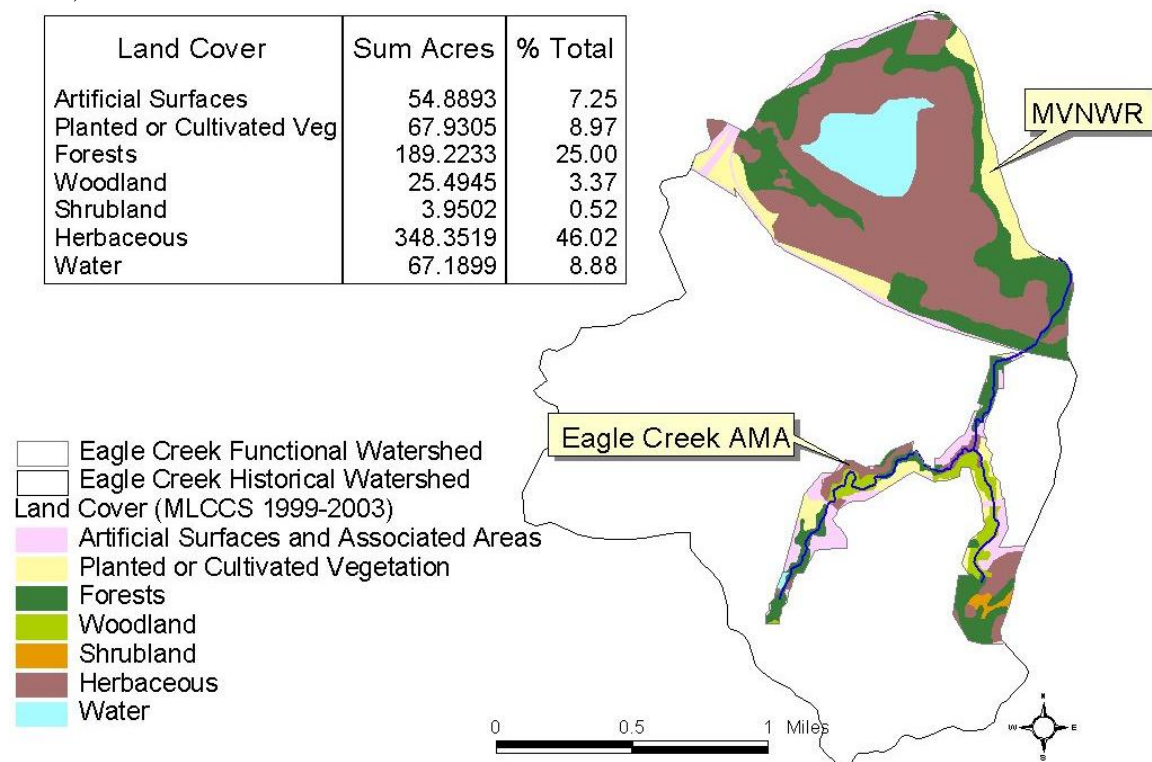 Land Cover Sum Acres % Total
Artificial Surfaces 54.8893 7.25
Planted or Cultivated Veg 67.9305 8.97
Forests 189.2233 25.00
Woodland 25.4945 3.37
Shrubland 3.9502 0.52
Herbaceous 348.3519 46.02
Water 67.1899 8.88
MVNWR
Eagle Creek AMA
Eagle Creek Functional Watershed
Eagle Creek Historical Watershed
Land Cover (MLCCS 1999-2003)
Artificial Surfaces and Associated Areas
Planted or Cultivated Vegetation
Forests
Woodland
Shrubland
Herbaceous
Water
0 0.5 1 Miles
N
W E
S